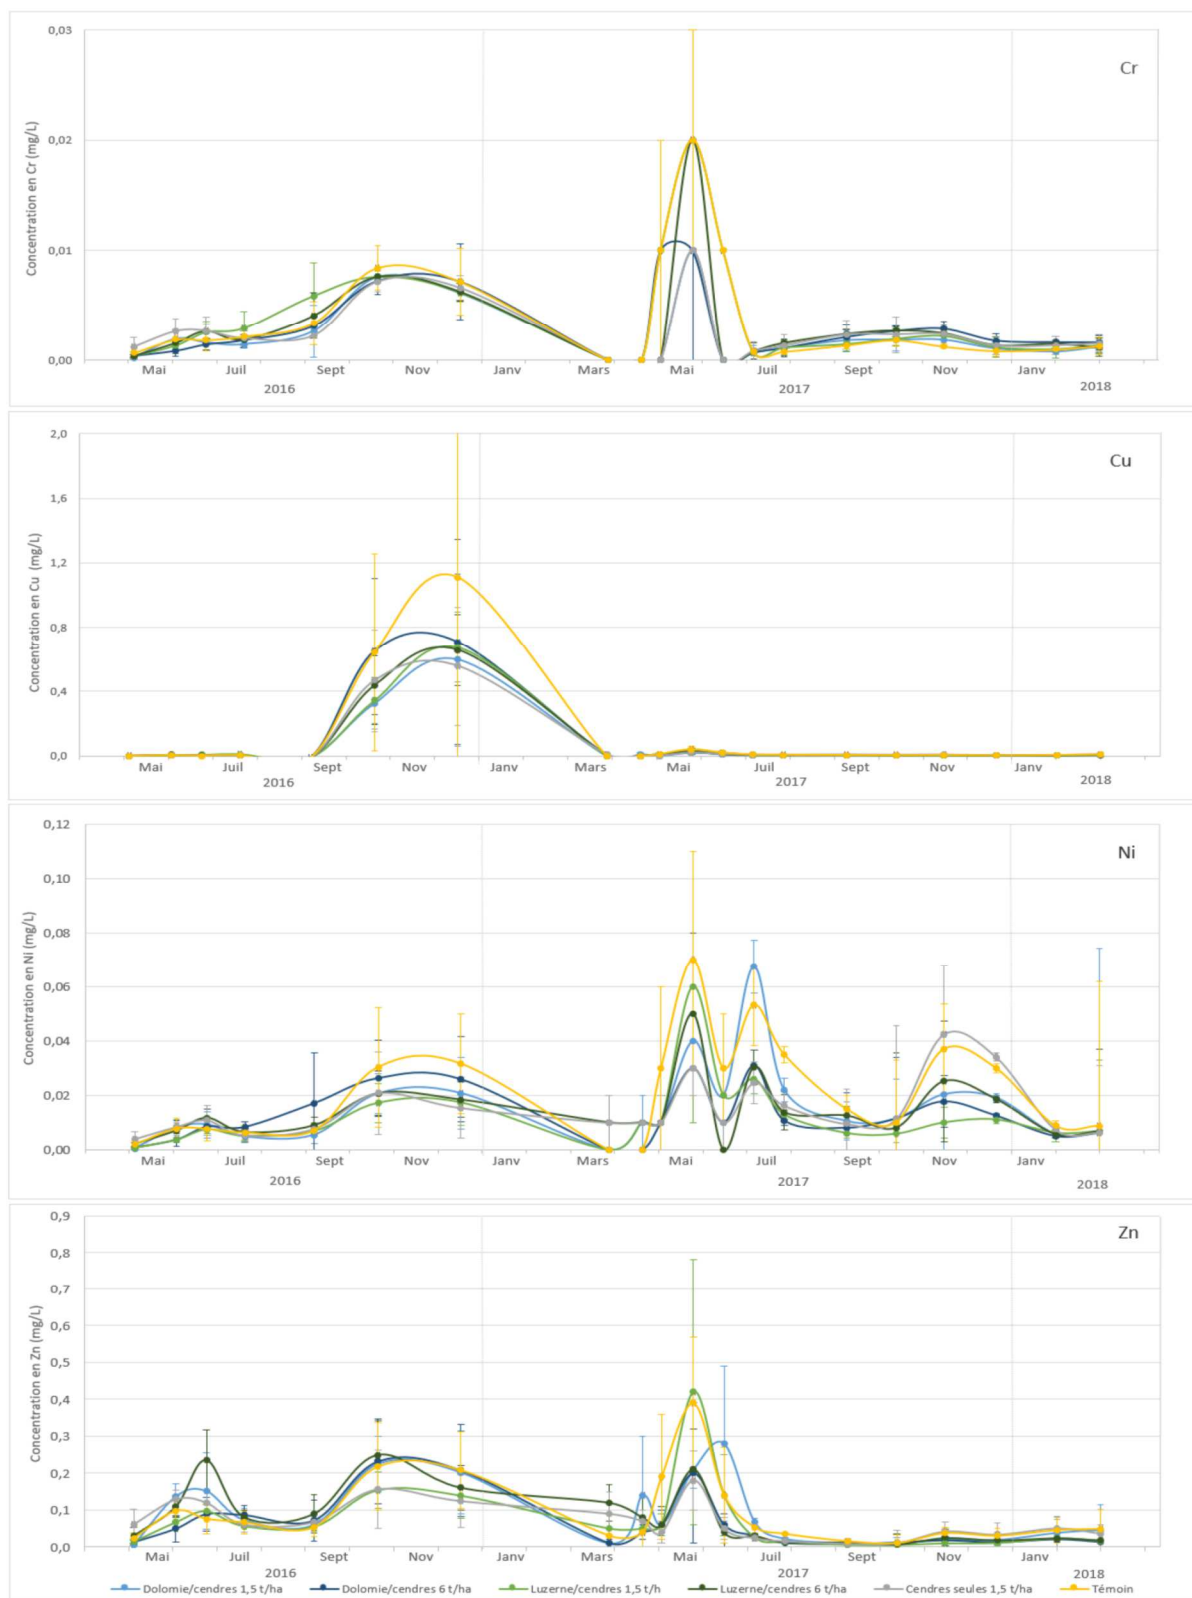 Cr
Concentration en Cr (mg/L)
0,03
0,02
0,01
0,00
Mai Juil Sept Nov Janv Mars Mai Juil Sept Nov Janv
2016 2017 2018
Cu
Concentration en Cu (mg/L)
2,0
1,6
1,2
0,8
0,4
0,0
Mai Juil Sept Nov Janv Mars Mai Juil Sept Nov Janv
2016 2017 2018
Ni
Concentration en Ni (mg/L)
0,12
0,10
0,08
0,06
0,04
0,02
0,00
Mai Juil Sept Nov Janv Mars Mai Juil Sept Nov Janv
2016 2017 2018
Zn
Concentration en Zn (mg/L)
0,9
0,8
0,7
0,6
0,5
0,4
0,3
0,2
0,1
0,0
Mai Juil Sept Nov Janv Mars Mai Juil Sept Nov Janv
2016 2017 2018
Dolomie/cendres 1,5 t/ha Dolomie/cendres 6 t/ha Luzerne/cendres 1,5 t/h Luzerne/cendres 6 t/ha Cendres seules 1,5 t/ha Témoin